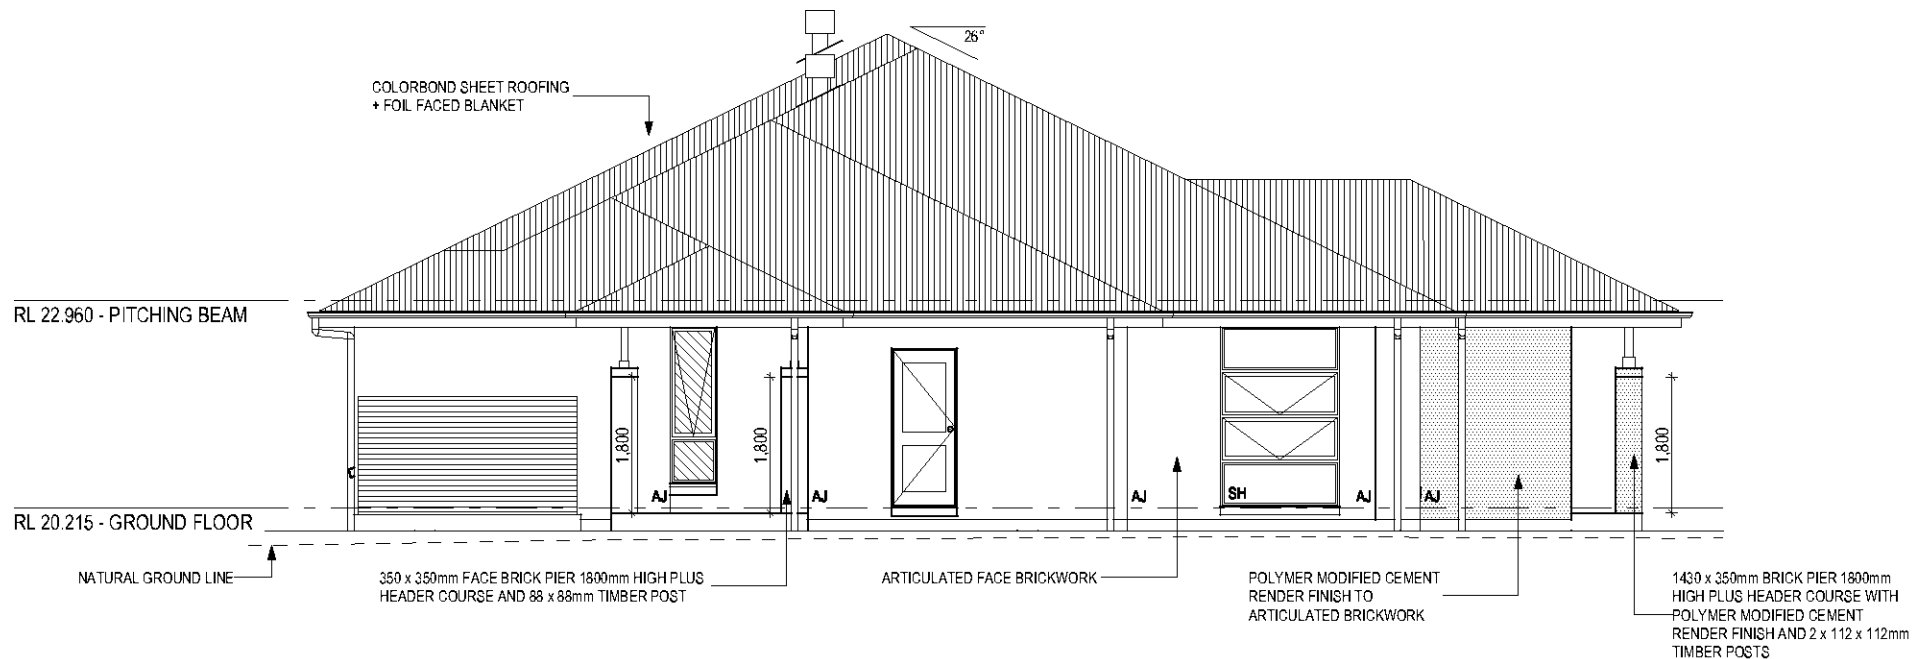 26°
COLORBOND SHEET ROOFING
+ FOIL FACED BLANKET
RL 22.960 - PITCHING BEAM
1,800
1,800
1,800
AJ
AJ
AJ
SH
AJ
AJ
RL 20.215 - GROUND FLOOR
NATURAL GROUND LINE
350 x 350mm FACE BRICK PIER 1800mm HIGH PLUS
HEADER COURSE AND 88 x 88mm TIMBER POST
ARTICULATED FACE BRICKWORK
POLYMER MODIFIED CEMENT
RENDER FINISH TO
ARTICULATED BRICKWORK
1430 x 350mm BRICK PIER 1800mm
HIGH PLUS HEADER COURSE WITH
POLYMER MODIFIED CEMENT
RENDER FINISH AND 2 x 112 x 112mm
TIMBER POSTS